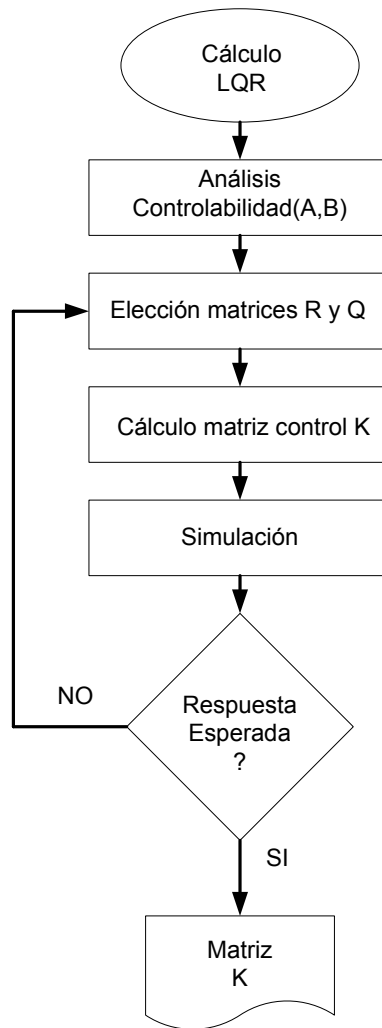 Cálculo
LQR
Análisis
Controlabilidad(A,B)
Elección matrices R y Q
Cálculo matriz control K
Simulación
NO
Respuesta
Esperada
?
SI
Matriz
K